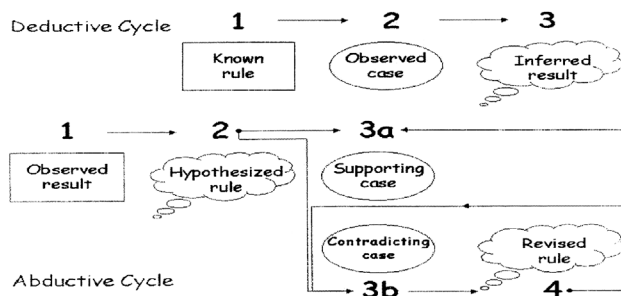 Deductive Cycle 1 2 3
Known
rule
Observed
case
Inferred
result
1 2 3a
Observed
result
Hypothesized
rule
Supporting
case
Contradicting
case
Revised
rule
Abductive Cycle 3b 4